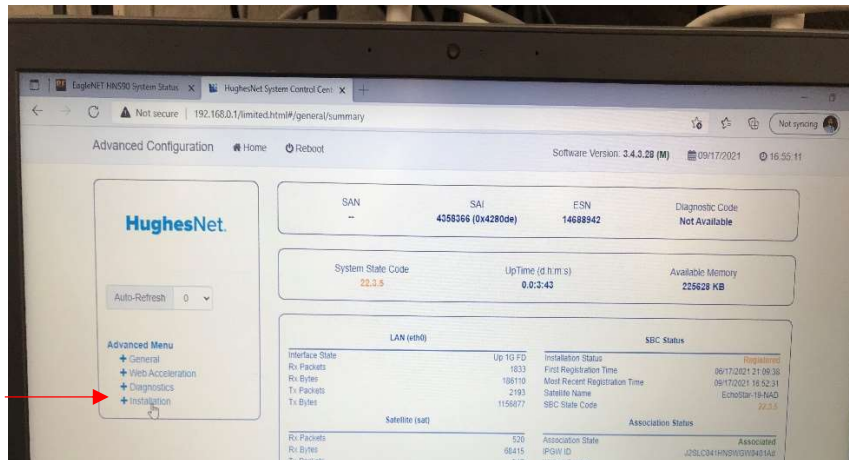 EagleNET HNS90 System Status X HughesNet System Control Cent X
Not secure | 192.168.0.1/limited.html#/general/summary
Not syncing
Advanced Configuration Home Reboot Software Version: 3.4.3.28 (M) 09/17/2021 16:55:11
HughesNet.
Auto-Refresh 0
Advanced Menu
+ General
+ Web Acceleration
+ Diagnostics
+ Installation
SAN SAI ESN Diagnostic Code
-- 4358366 (0x4280de) 14688942 Not Available
System State Code UpTime (d:h:m:s) Available Memory
22.3.5 0.0:3:43 225628 KB
LAN (eth0)
Interface State Up 1G FD
Rx Packets 1833
Rx Bytes 186110
Tx Packets 2193
Tx Bytes 1156877
Satellite (sat)
Rx Packets 520
Rx Bytes 66415
SBC Status
Installation Status Registered
First Registration Time 06/17/2021 21:09:38
Most Recent Registration Time 09/17/2021 16:52:31
Satellite Name EchoStar-19-NAD
SBC State Code 22.3.5
Association Status
Association State Associated
IPGW ID